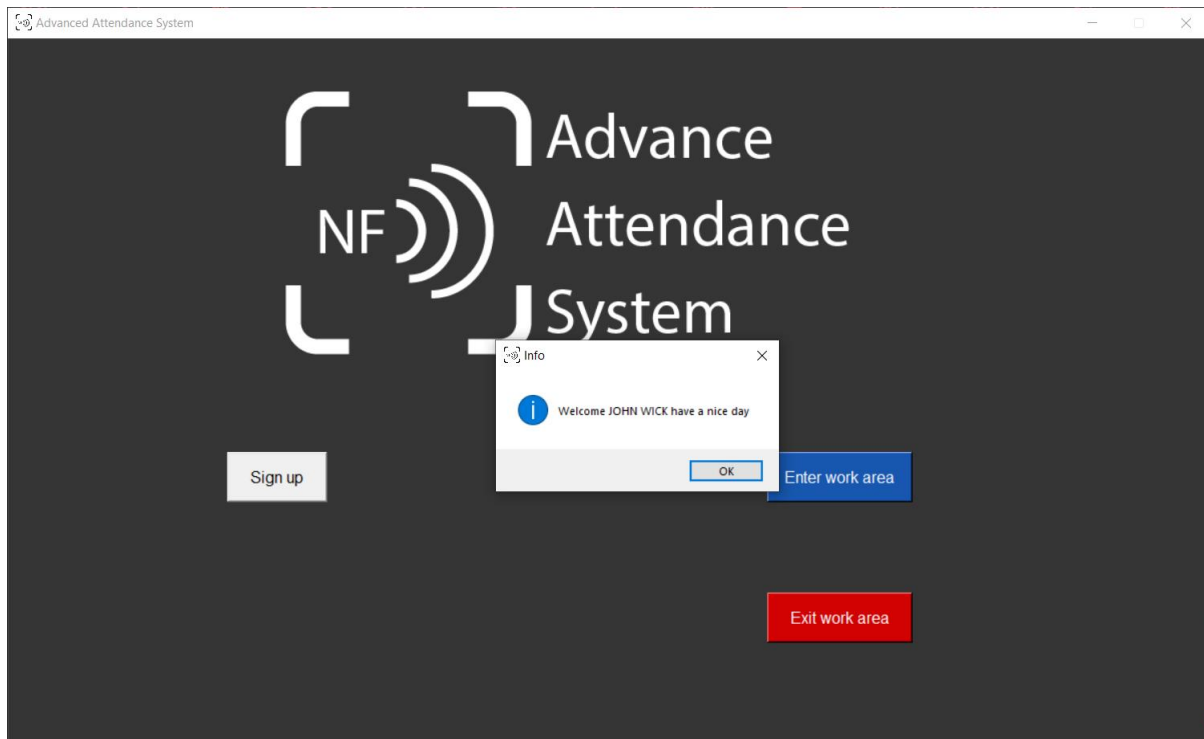 Advanced Attendance System
Advance
NF
Attendance
System
Info
Welcome JOHN WICK have a nice day
OK
Sign up
Enter work area
Exit work area